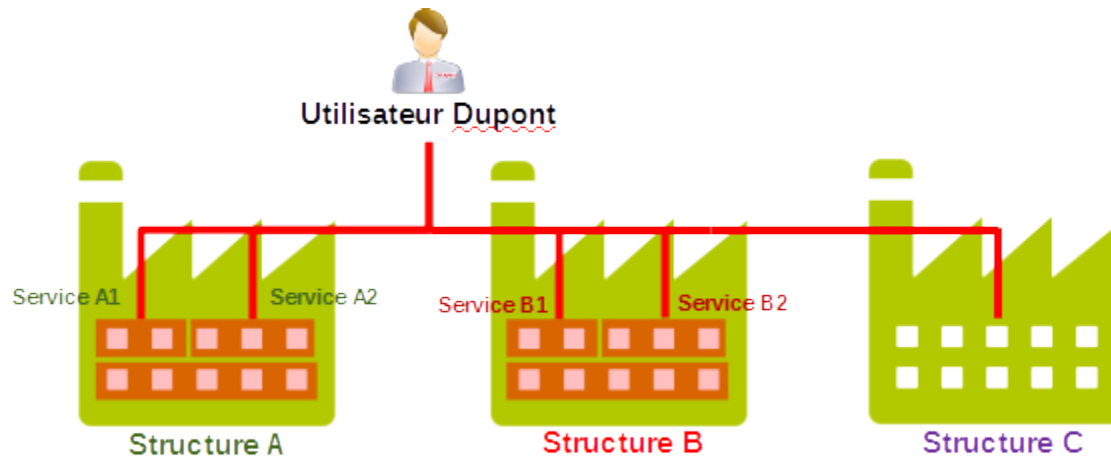 Utilisateur Dupont
Service A1
Service A2
Service B1
Service B2
Structure A
Structure B
Structure C